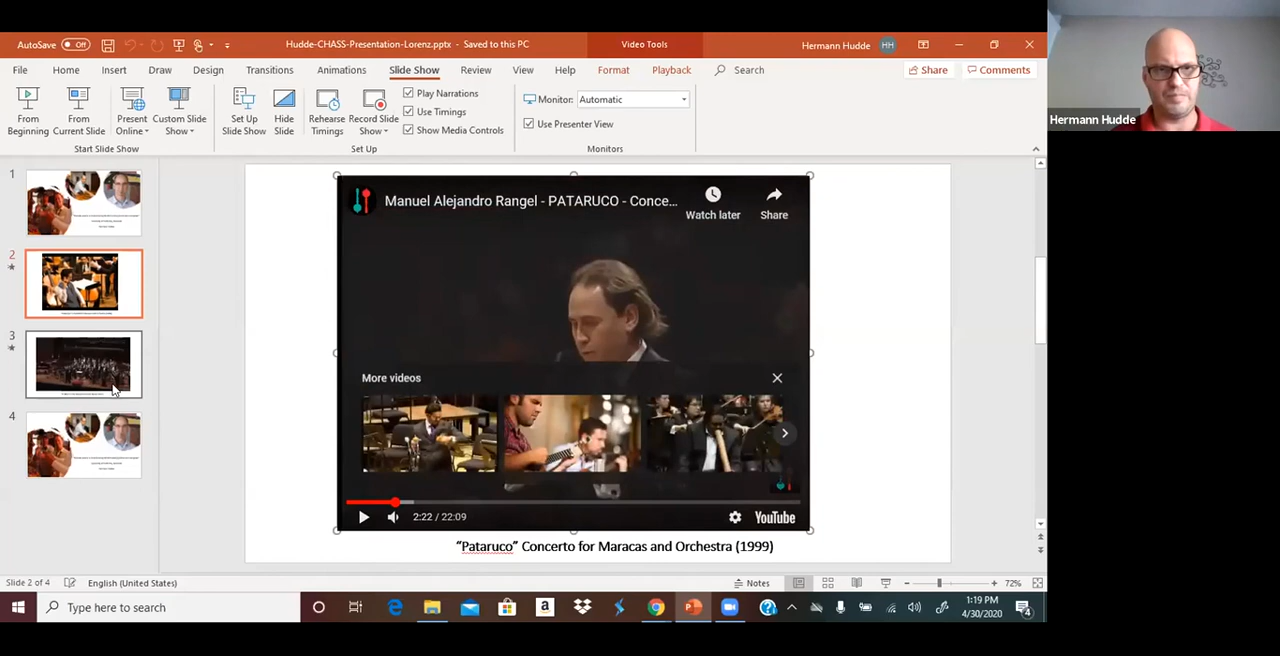 AutoSave Off
Hudde-CHASS-Presentation-Lorenz.pptx - Saved to this PC
Video Tools
Hermann Hudde HH
File Home Insert Draw Design Transitions Animations Slide Show Review View Help Format Playback Search
Share Comments
From Beginning
From Current Slide
Present Online
Custom Slide Show
Start Slide Show
Set Up Slide Show
Hide Slide
Rehearse Timings
Record Slide Show
Play Narrations
Use Timings
Show Media Controls
Set Up
Monitor: Automatic
Use Presenter View
Monitors
Hermann Hudde
1
2
3
4
Manuel Alejandro Rangel - PATARUCO - Conce...
Watch later
Share
More videos
2:22 / 22:09
YouTube
“Pataruco” Concerto for Maracas and Orchestra (1999)
Slide 2 of 4
English (United States)
Notes
72%
Type here to search
1:19 PM
4/30/2020
4